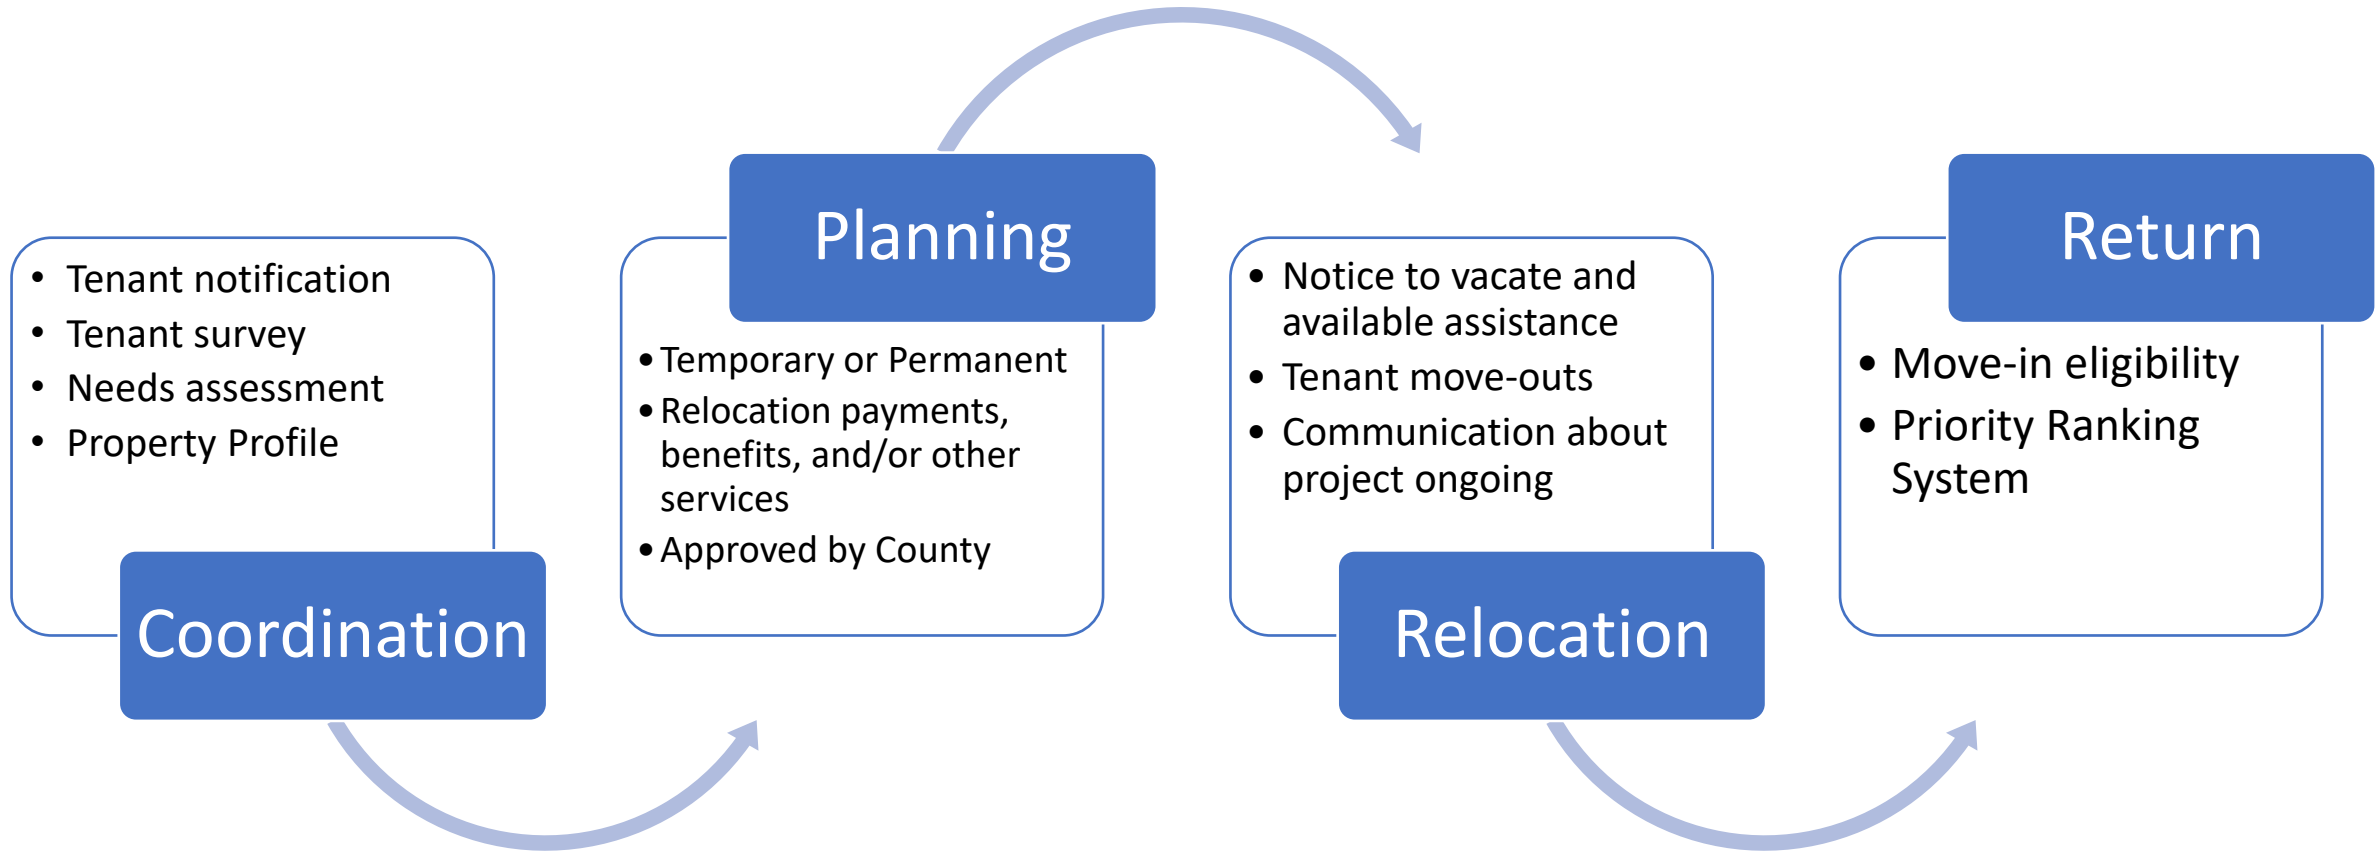 • Tenant notification
• Tenant survey
• Needs assessment
• Property Profile
Coordination
Planning
• Temporary or Permanent
• Relocation payments,
benefits, and/or other
services
• Approved by County
• Notice to vacate and
available assistance
• Tenant move-outs
• Communication about
project ongoing
Relocation
Return
• Move-in eligibility
• Priority Ranking
System